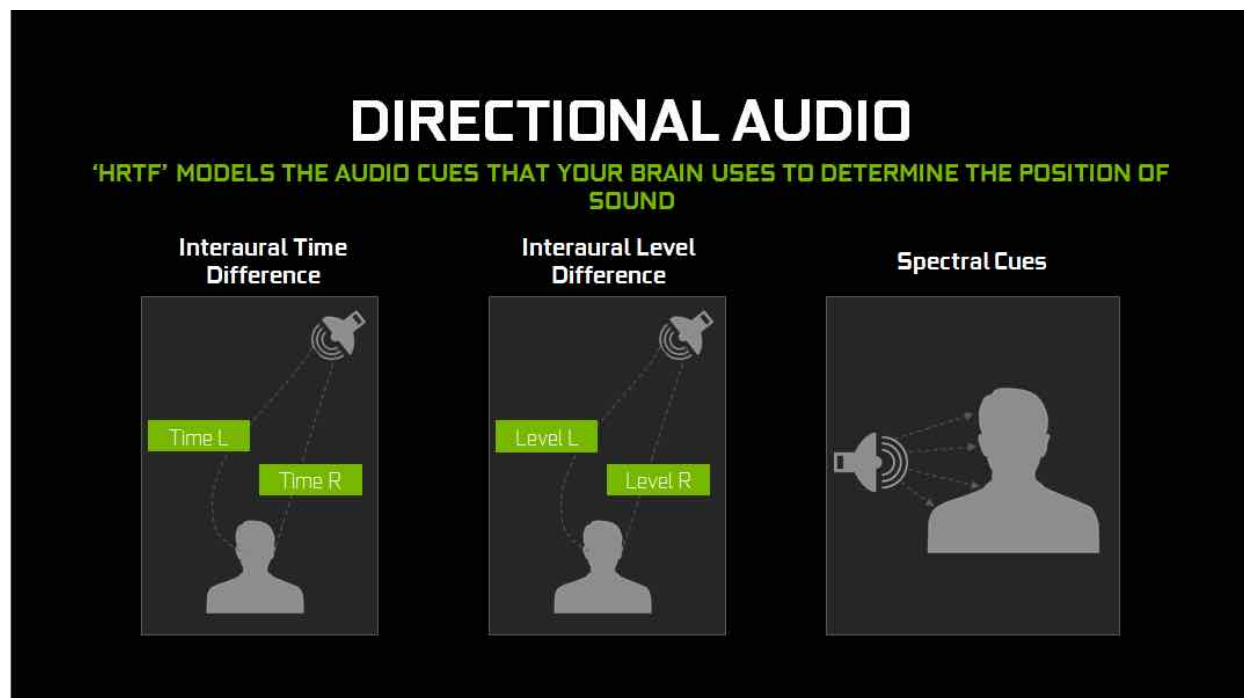 DIRECTIONAL AUDIO
‘HRTF’ MODELS THE AUDIO CUES THAT YOUR BRAIN USES TO DETERMINE THE POSITION OF
SOUND
Interaural Time
Difference
Time L
Time R
Interaural Level
Difference
Level L
Level R
Spectral Cues